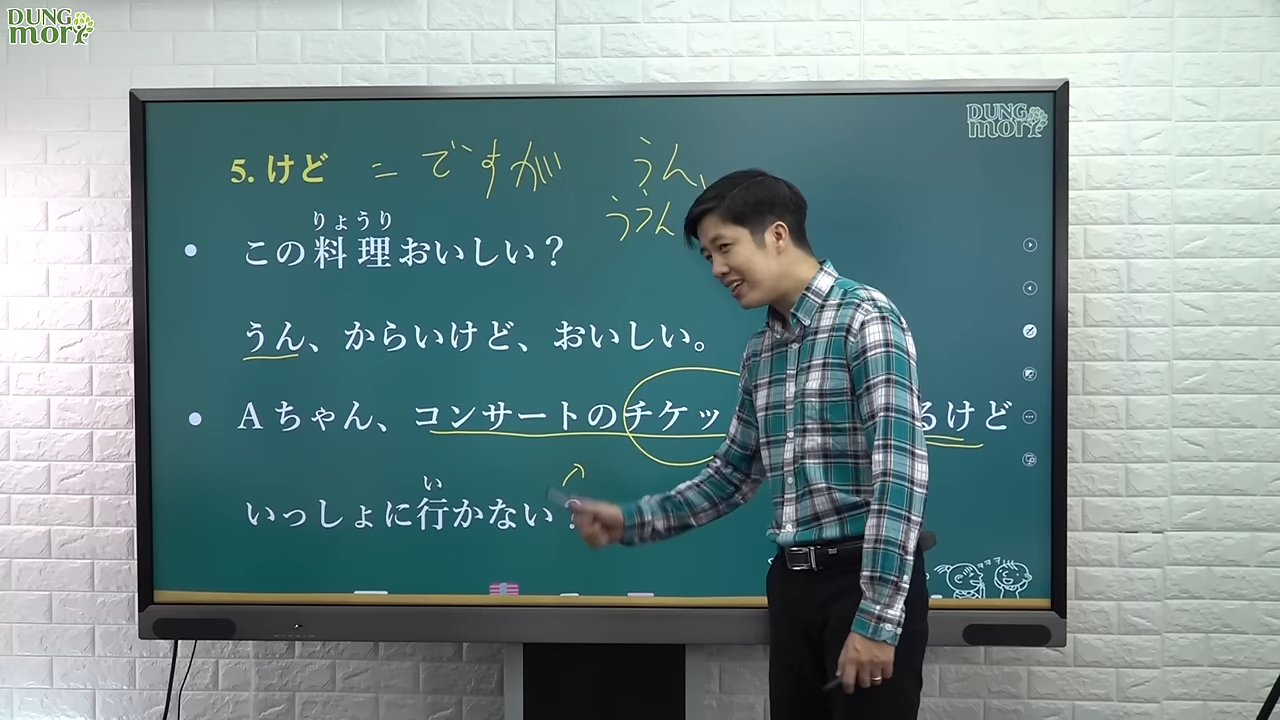 DUNG mori
DUNG mori
5. けど = ですが うん、
ううん
りょうり
• この料理おいしい？
うん、からいけど、おいしい。
• Aちゃん、コンサートのチケッ るけど
い
いっしょに行かない？